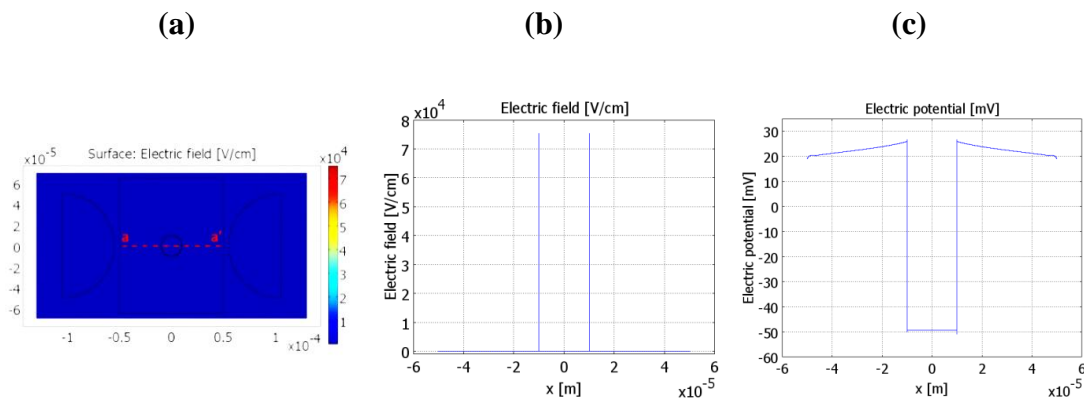 (a)
(b)
(c)
Surface: Electric field [V/cm]
x10^-5
x10^4
6
4
2
0
-2
-4
-6
a
a'
-1
-0.5
0
0.5
1
x10^-4
7
6
5
4
3
2
1
Electric field [V/cm]
x10^4
8
7
6
5
4
3
2
1
0
Electric field [V/cm]
-6
-4
-2
0
2
4
6
x [m]
x10^-5
Electric potential [mV]
30
20
10
0
-10
-20
-30
-40
-50
-60
Electric potential [mV]
-6
-4
-2
0
2
4
6
x [m]
x10^-5